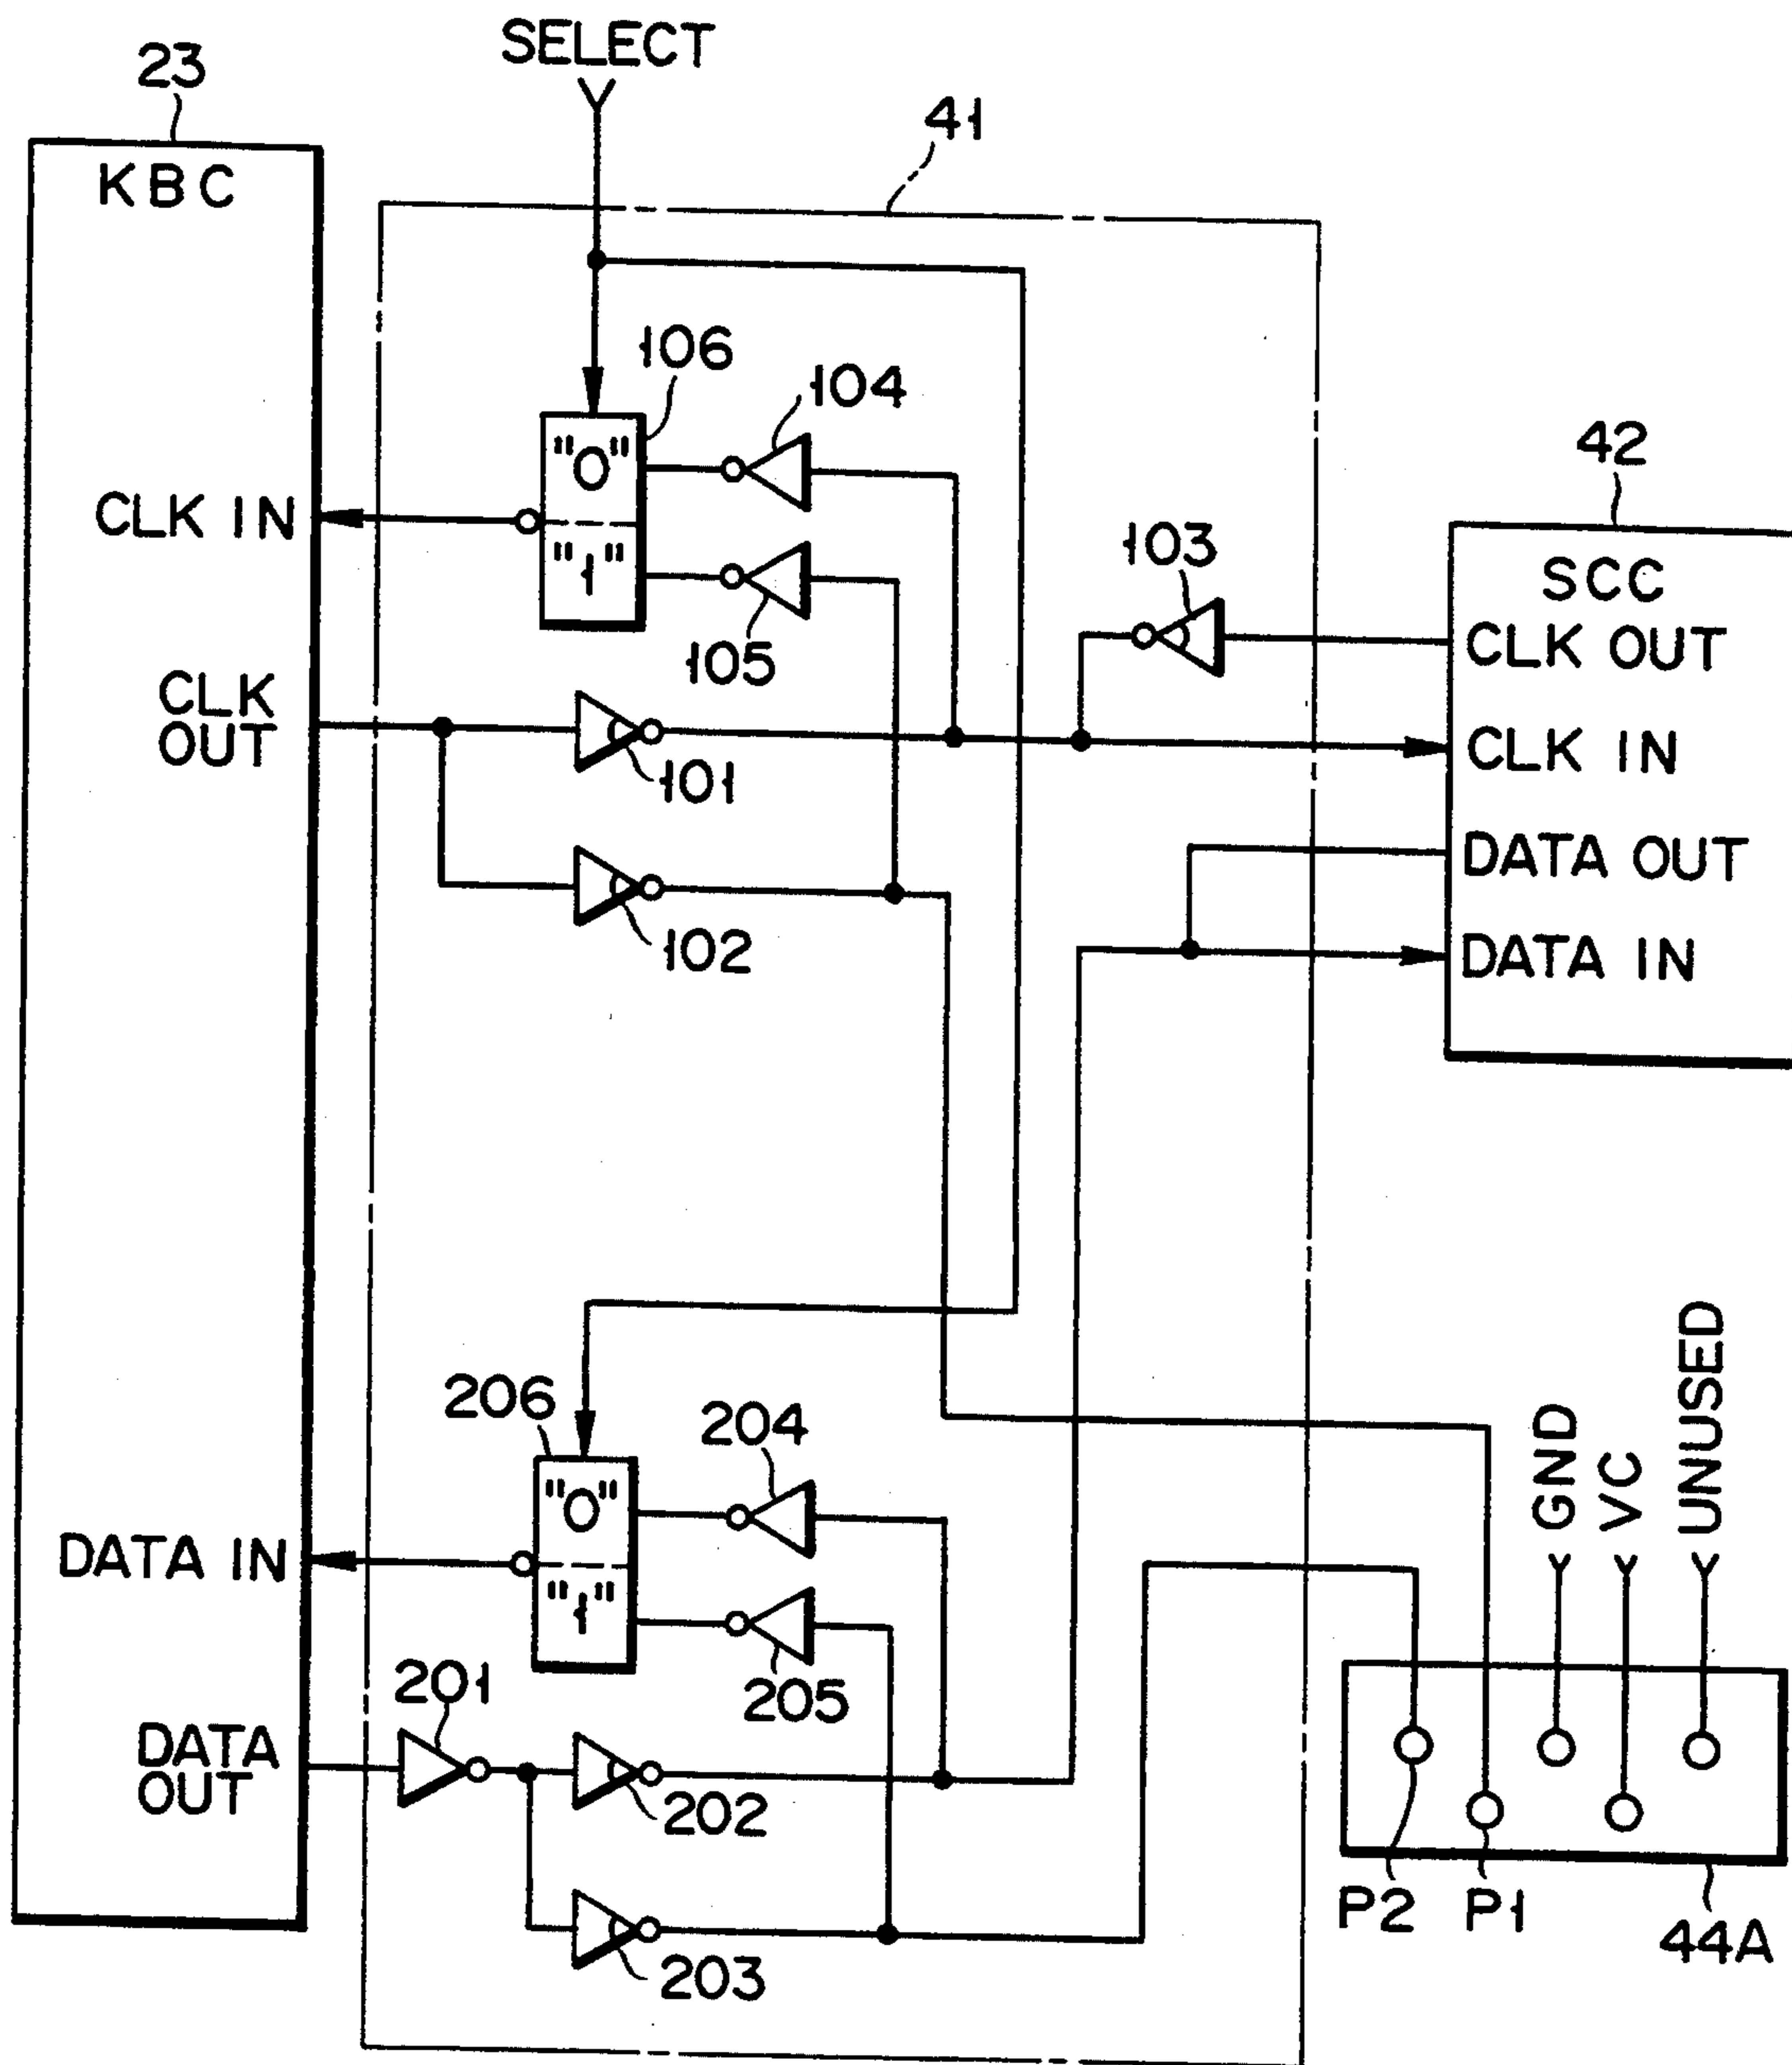 SELECT
23
41
KBC
106
"0"
104
42
CLK IN
"1"
103
SCC
105
CLK OUT
CLK
OUT
CLK IN
101
DATA OUT
102
DATA IN
GND
VC
UNUSED
206
204
"0"
DATA IN
"1"
201
205
DATA
OUT
202
P2
P1
203
44A